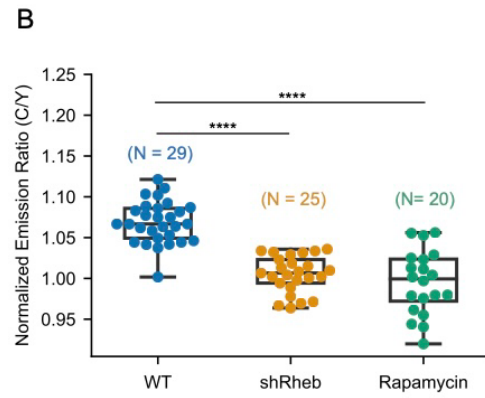 B
Normalized Emission Ratio (C/Y)
1.25
1.20
1.15
1.10
1.05
1.00
0.95
****
****
(N = 29)
(N = 25)
(N= 20)
WT
shRheb
Rapamycin